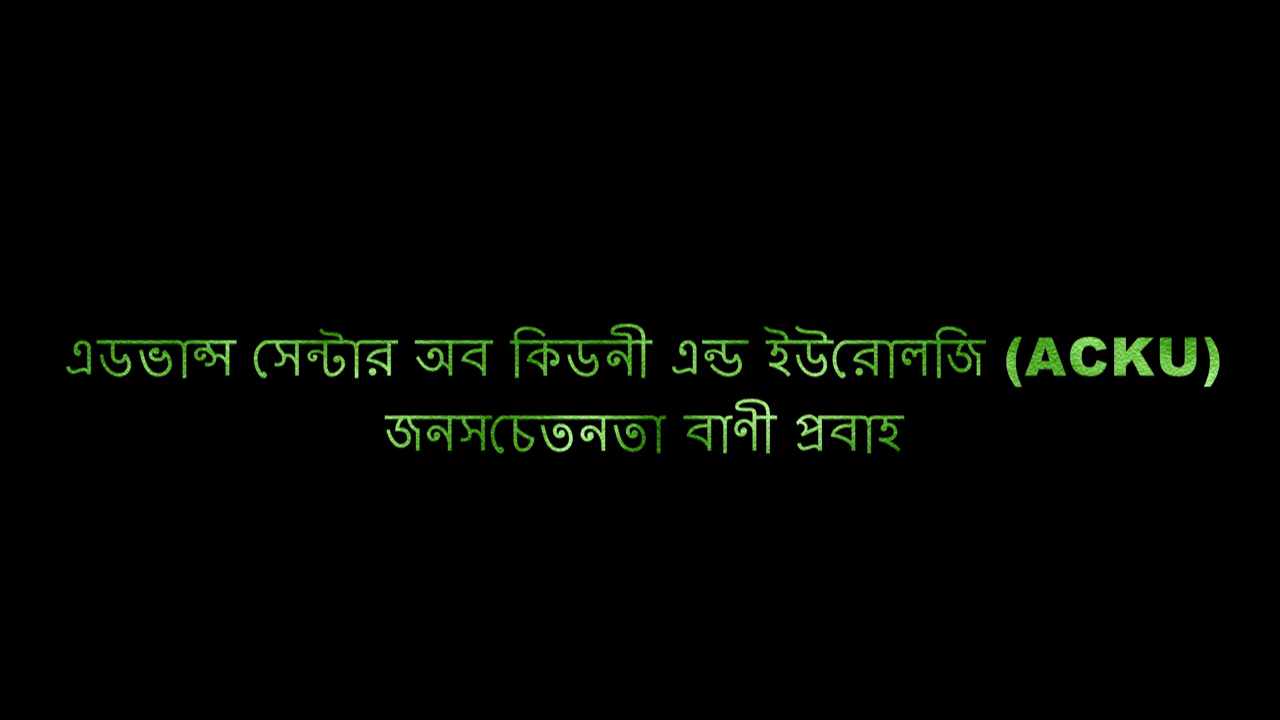 এডভান্স সেন্টার অব কিডনী এন্ড ইউরোলজি (ACKU)
জনসচেতনতা বাণী প্রবাহ